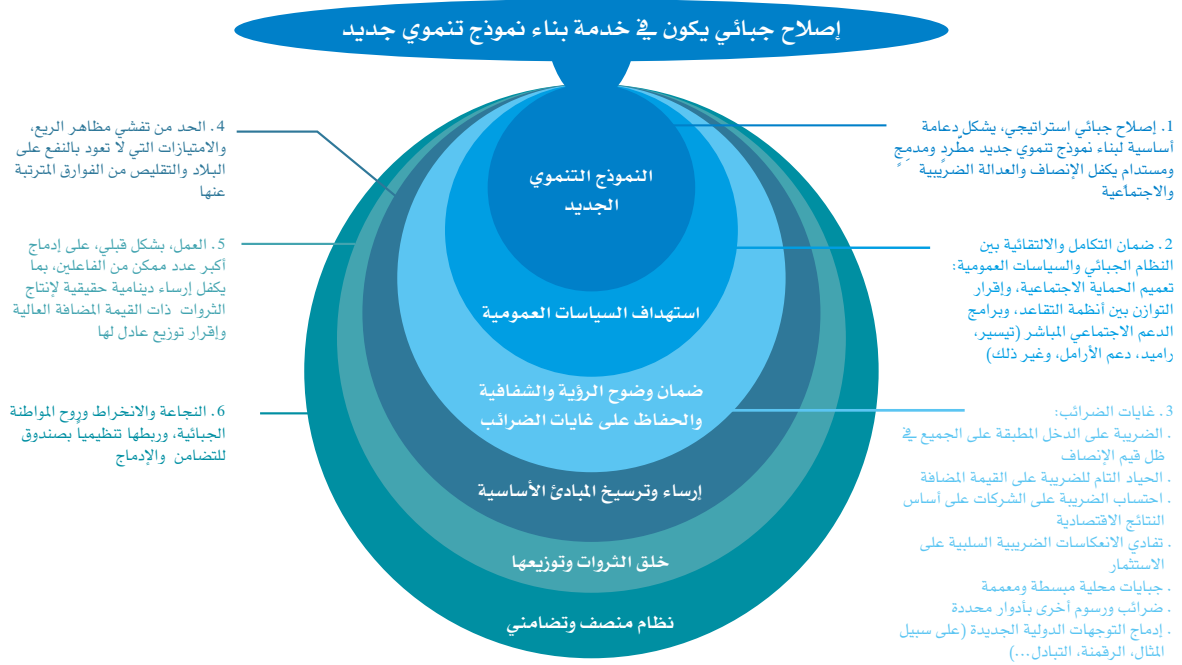 إصلاح جبائي يكون في خدمة بناء نموذج تنموي جديد
1. إصلاح جبائي استراتيجي، يشكل دعامة
أساسية لبناء نموذج تنموي جديد مطّردٍ ومدمِجٍ
ومستدامٍ يكفل الإنصاف والعدالة الضريبية
والاجتماعية
2. ضمان التكامل والالتقائية بين
النظام الجبائي والسياسات العمومية:
تعميم الحماية الاجتماعية، وإقرار
التوازن بين أنظمة التقاعد، وبرامج
الدعم الاجتماعي المباشر (تيسير،
راميد، دعم الأرامل، وغير ذلك)
3. غايات الضرائب:
. الضريبة على الدخل المطبقة على الجميع في
ظل قيم الإنصاف
. الحياد التام للضريبة على القيمة المضافة
. احتساب الضريبة على الشركات على أساس
النتائج الاقتصادية
. تفادي الانعكاسات الضريبية السلبية على
الاستثمار
. جبايات محلية مبسطة ومعممة
. ضرائب ورسوم أخرى بأدوار محددة
. إدماج التوجهات الدولية الجديدة (على سبيل
المثال، الرقمنة، التبادل...)
النموذج التنموي
الجديد
استهداف السياسات العمومية
ضمان وضوح الرؤية والشفافية
والحفاظ على غايات الضرائب
إرساء وترسيخ المبادئ الأساسية
خلق الثروات وتوزيعها
نظام منصف وتضامني
4. الحد من تفشي مظاهر الريع،
والامتيازات التي لا تعود بالنفع على
البلاد والتقليص من الفوارق المترتبة
عنها
5. العمل، بشكل قبلي، على إدماج
أكبر عدد ممكن من الفاعلين، بما
يكفل إرساء دينامية حقيقية لإنتاج
الثروات ذات القيمة المضافة العالية
وإقرار توزيع عادل لها
6. النجاعة والانخراط وروح المواطنة
الجبائية، وربطها تنظيمياً بصندوق
للتضامن والإدماج